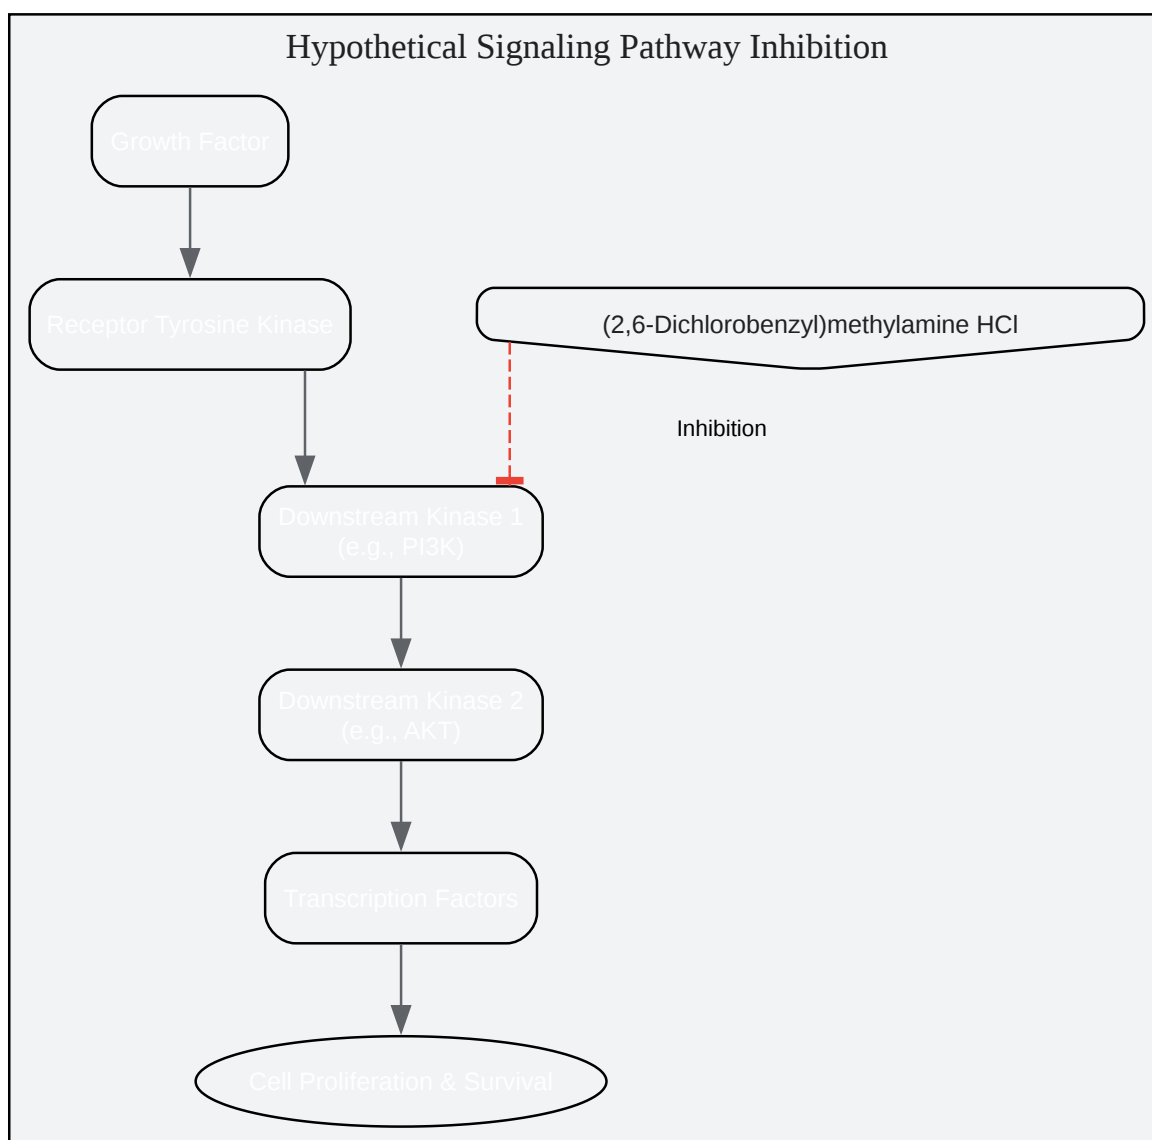 Hypothetical Signaling Pathway Inhibition
Growth Factor
Receptor Tyrosine Kinase
(2,6-Dichlorobenzyl)methylamine HCl
Inhibition
Downstream Kinase 1
(e.g., PI3K)
Downstream Kinase 2
(e.g., AKT)
Transcription Factors
Cell Proliferation & Survival